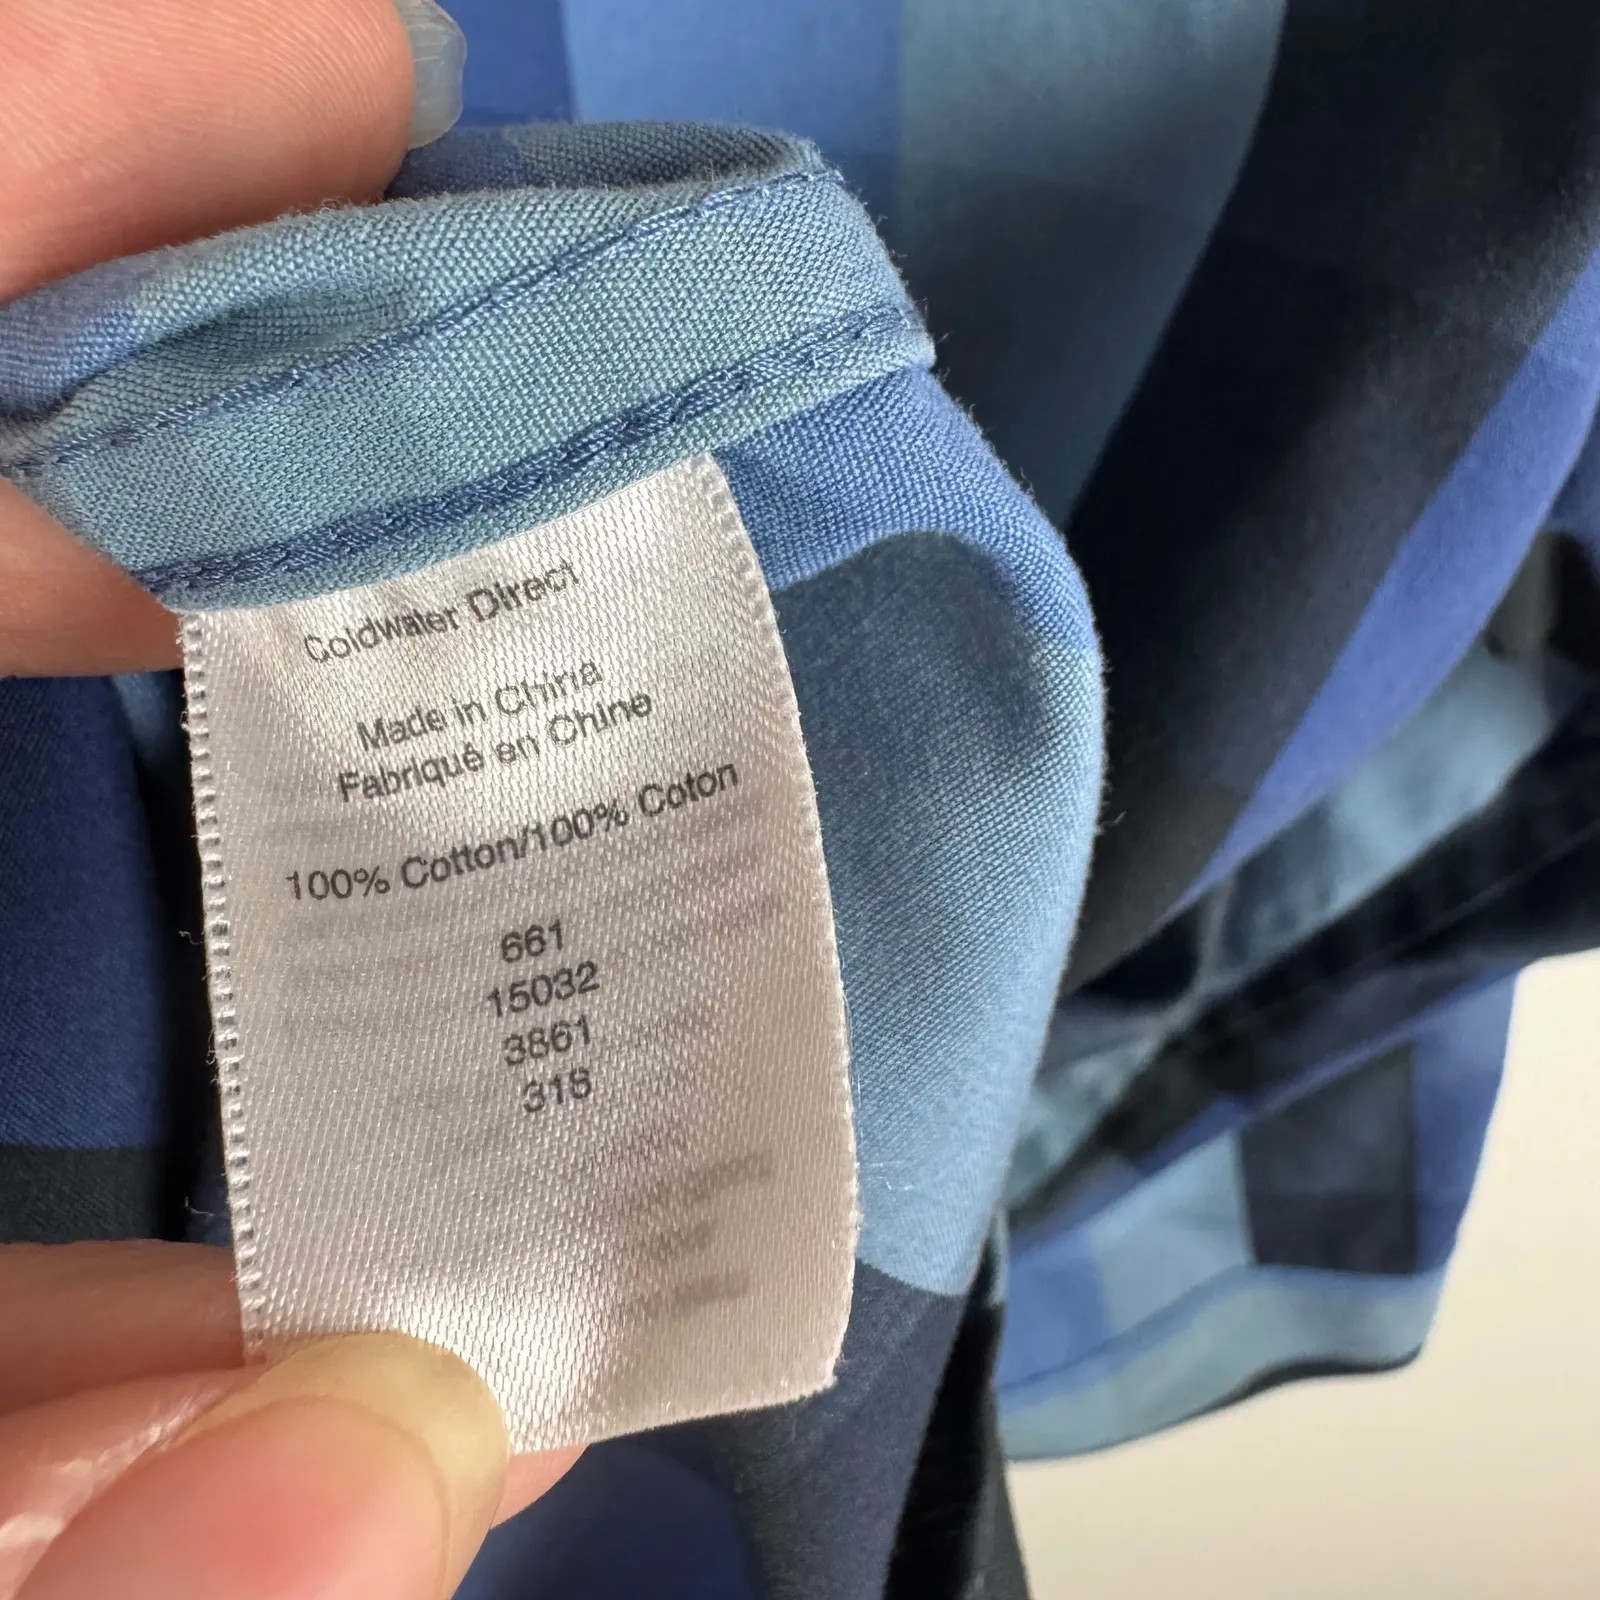 Coldwater Direct
Made in China
Fabriqué en Chine
100% Cotton/100% Coton
661
15032
3861
318